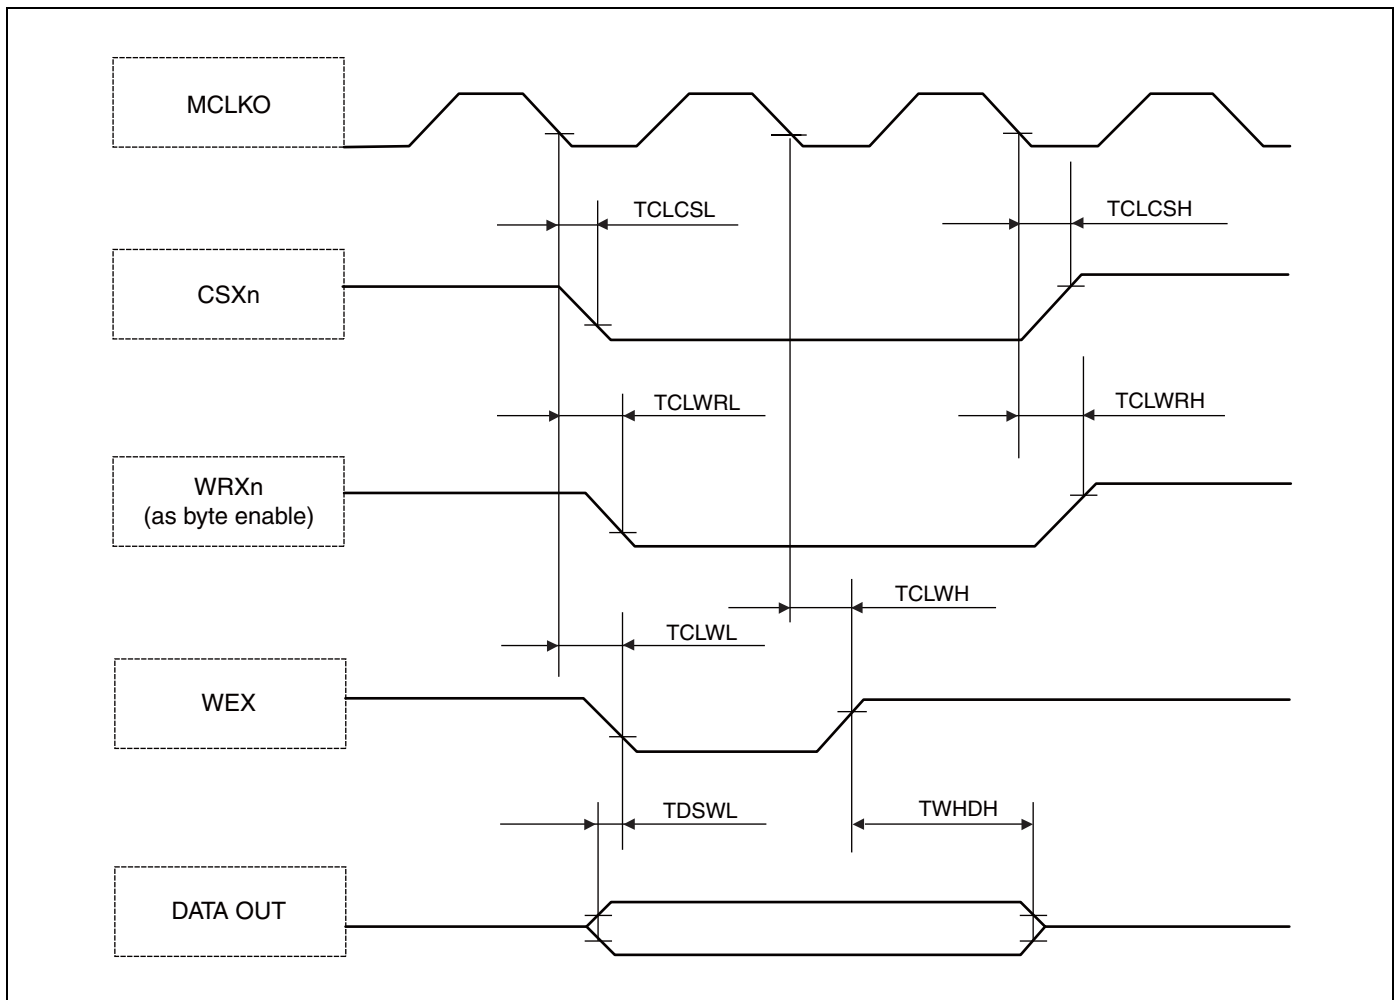 MCLKO
TCLCSL
TCLCSH
CSXn
TCLWRL
TCLWRH
WRXn
(as byte enable)
TCLWH
TCLWL
WEX
TDSWL
TWHDH
DATA OUT